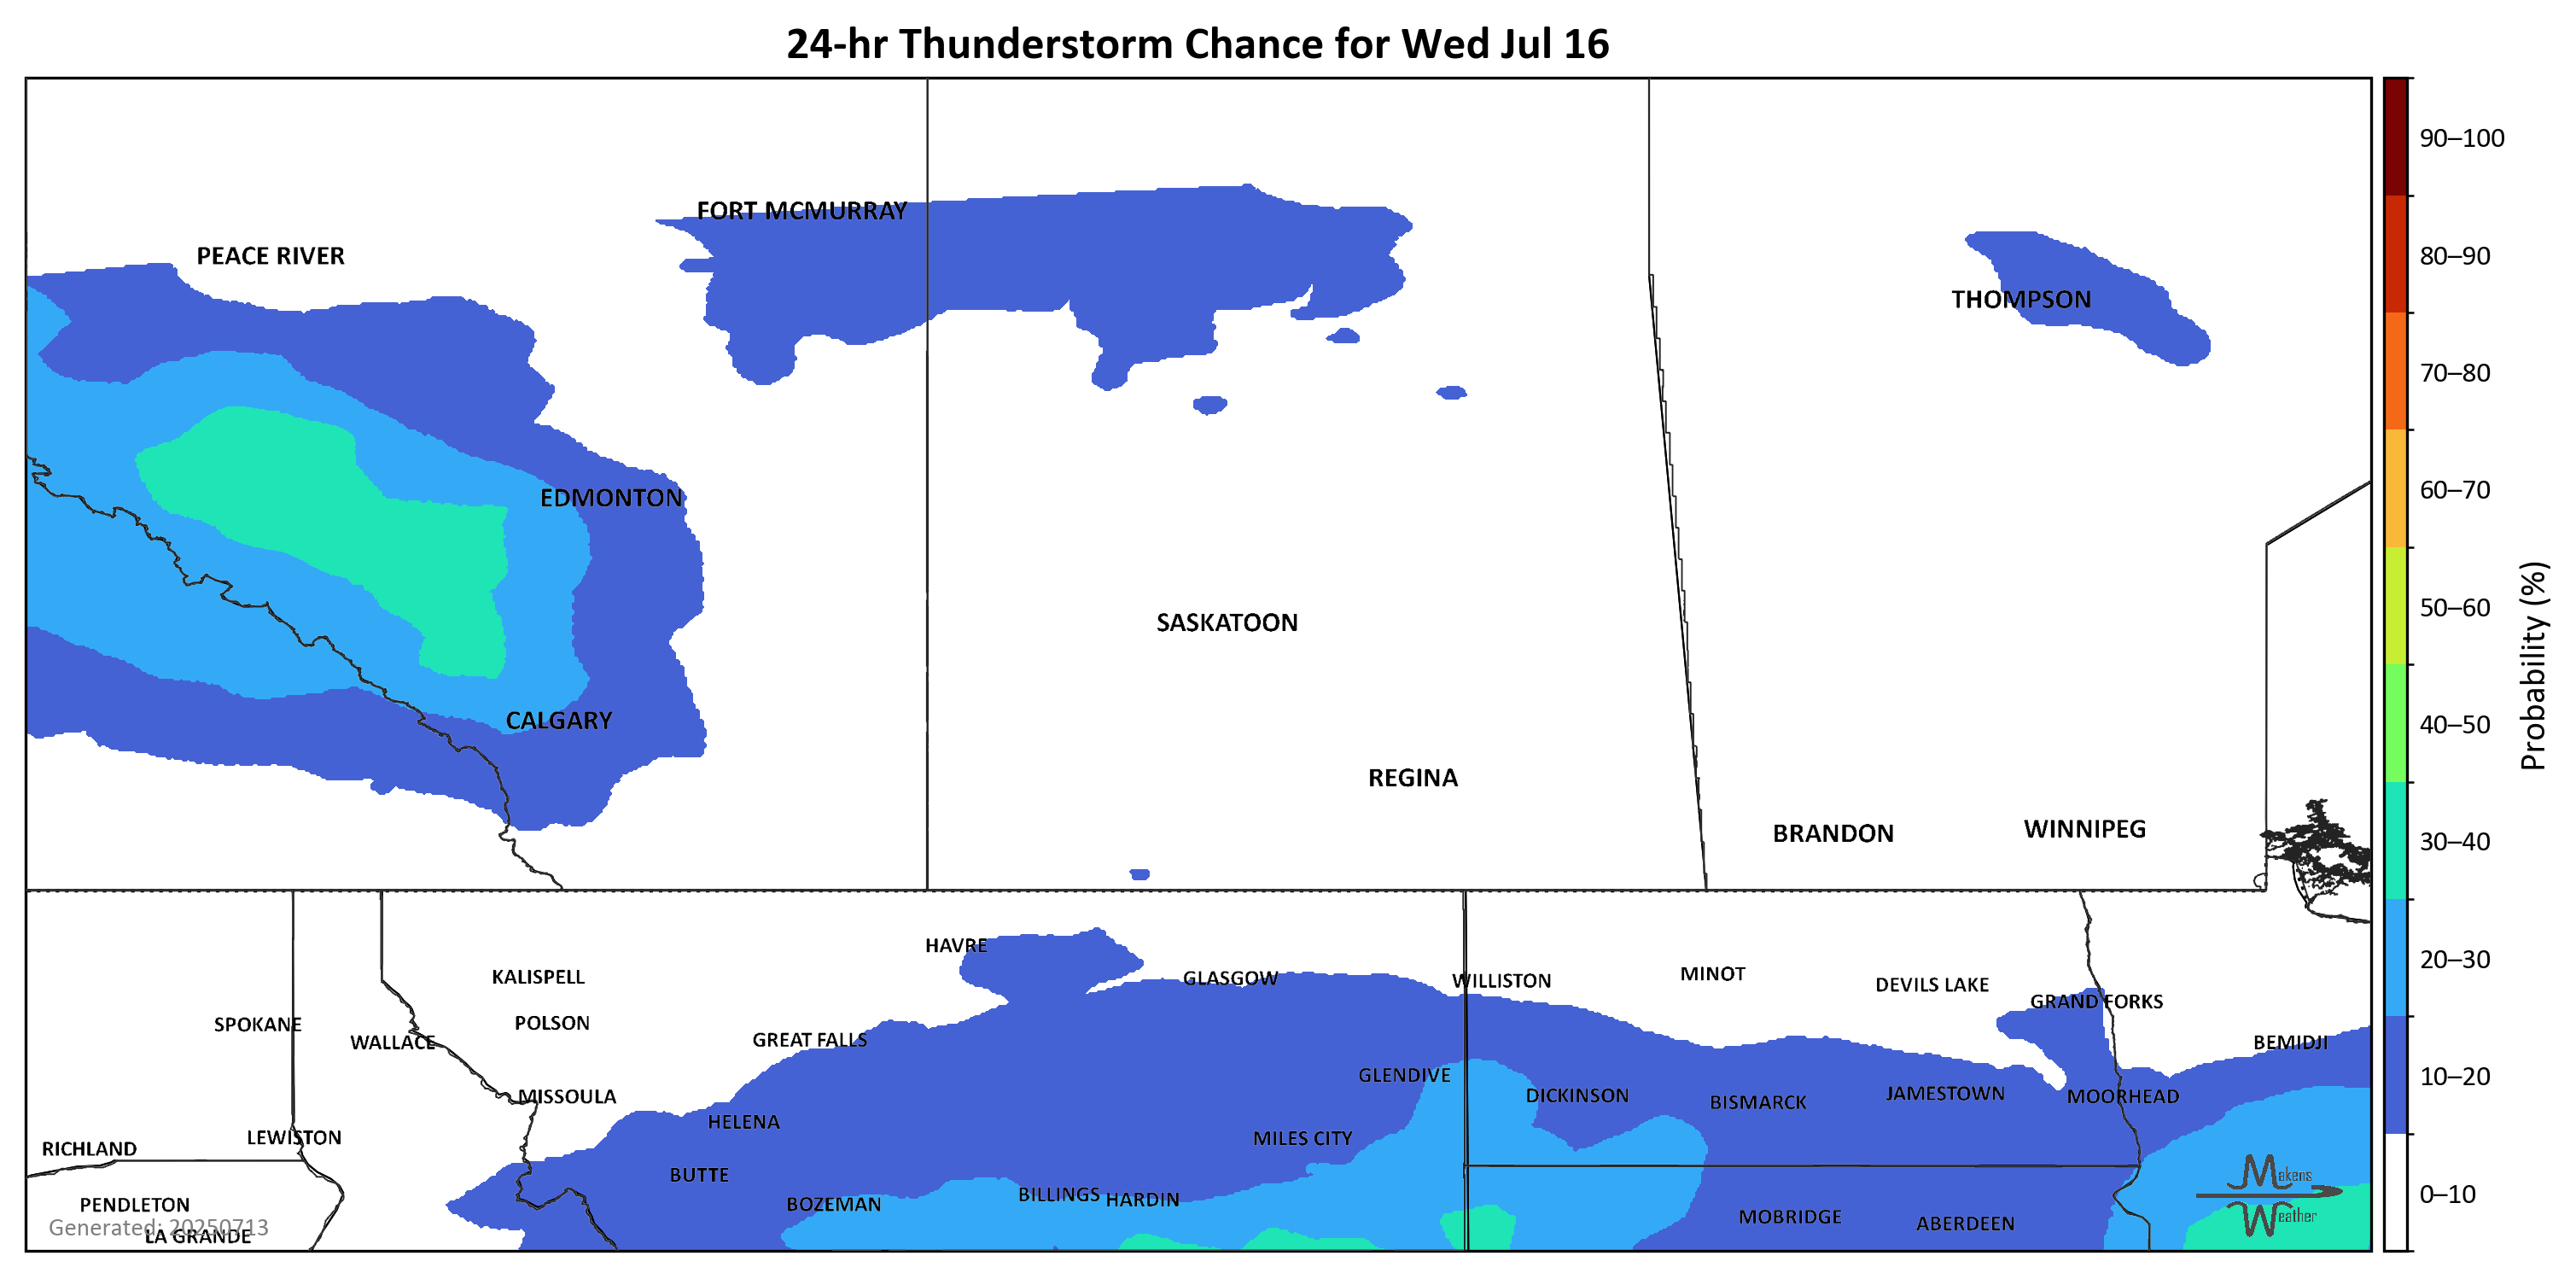 24-hr Thunderstorm Chance for Wed Jul 16
90–100
FORT MCMURRAY
PEACE RIVER
80–90
THOMPSON
70–80
60–70
EDMONTON
50–60
SASKATOON
Probability (%)
CALGARY
40–50
REGINA
BRANDON
WINNIPEG
30–40
HAVRE
20–30
KALISPELL
GLASGOW
WILLISTON
MINOT
DEVILS LAKE
GRAND FORKS
SPOKANE
POLSON
WALLACE
GREAT FALLS
BEMIDJI
GLENDIVE
10–20
MISSOULA
DICKINSON
BISMARCK
JAMESTOWN
MOORHEAD
HELENA
LEWISTON
MILES CITY
RICHLAND
BUTTE
Makens
Weather
0–10
BILLINGS
HARDIN
PENDLETON
BOZEMAN
MOBRIDGE
ABERDEEN
Generated: 20250713
LA GRANDE